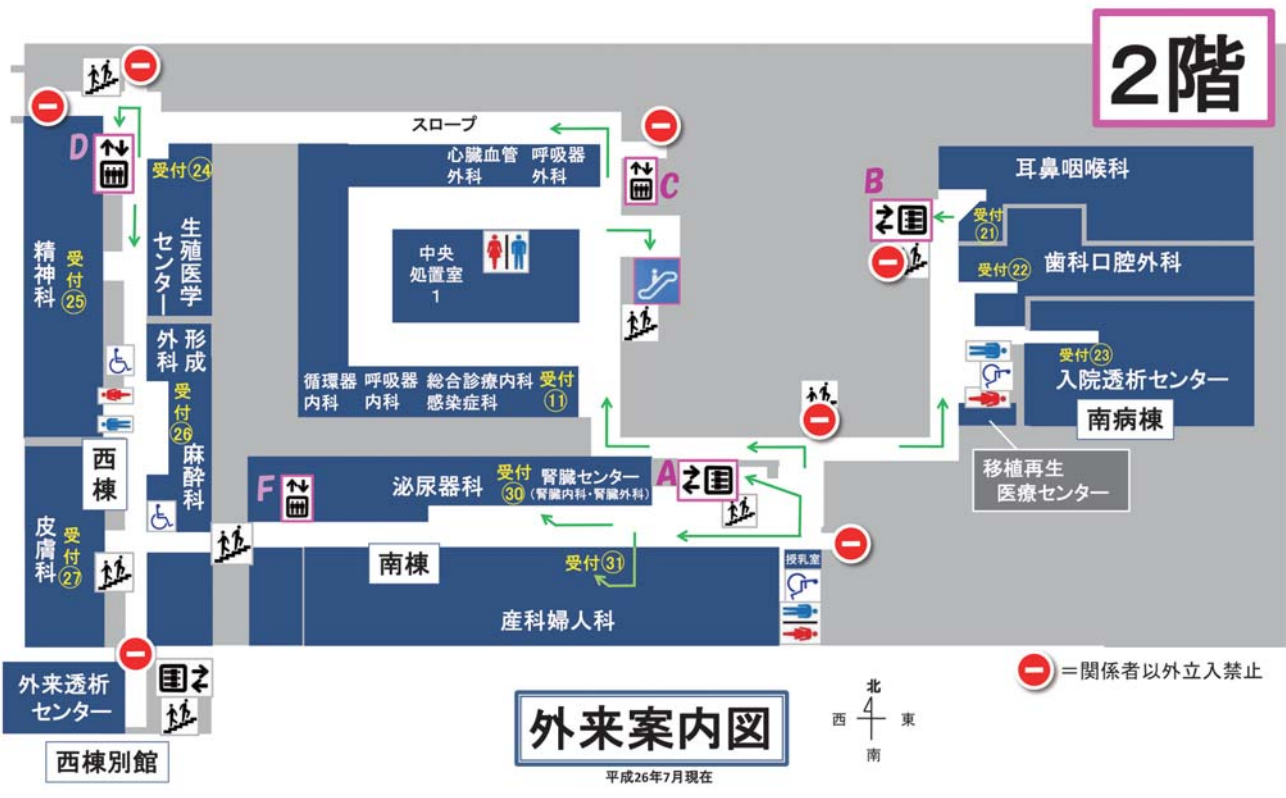 2階
スロープ
心臓血管
外科
呼吸器
外科
D
C
B
受付㉔
耳鼻咽喉科
受付
㉑
精神科
受付㉕
生殖医学
センター
中央
処置室
1
受付㉒
歯科口腔外科
形成
外科
循環器
内科
呼吸器
内科
総合診療内科
感染症科
受付
⑪
受付㉓
入院透析センター
南病棟
受付㉖
麻酔科
西棟
F
泌尿器科
受付
㉚
腎臓センター
(腎臓内科・腎臓外科)
A
移植再生
医療センター
皮膚科
受付㉗
南棟
受付㉛
授乳室
産科婦人科
外来透析
センター
西棟別館
外来案内図
平成26年7月現在
北
西
東
南
=関係者以外立入禁止